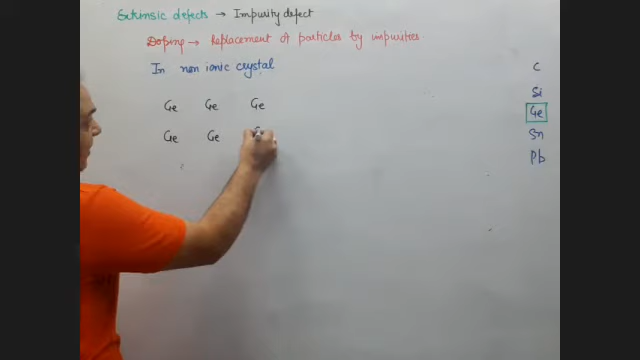 Extrinsic defects → Impurity defect
Doping → Replacement of particles by impurities
In non ionic crystal
Ge Ge Ge
Ge Ge
C
Si
Ge
Sn
Pb